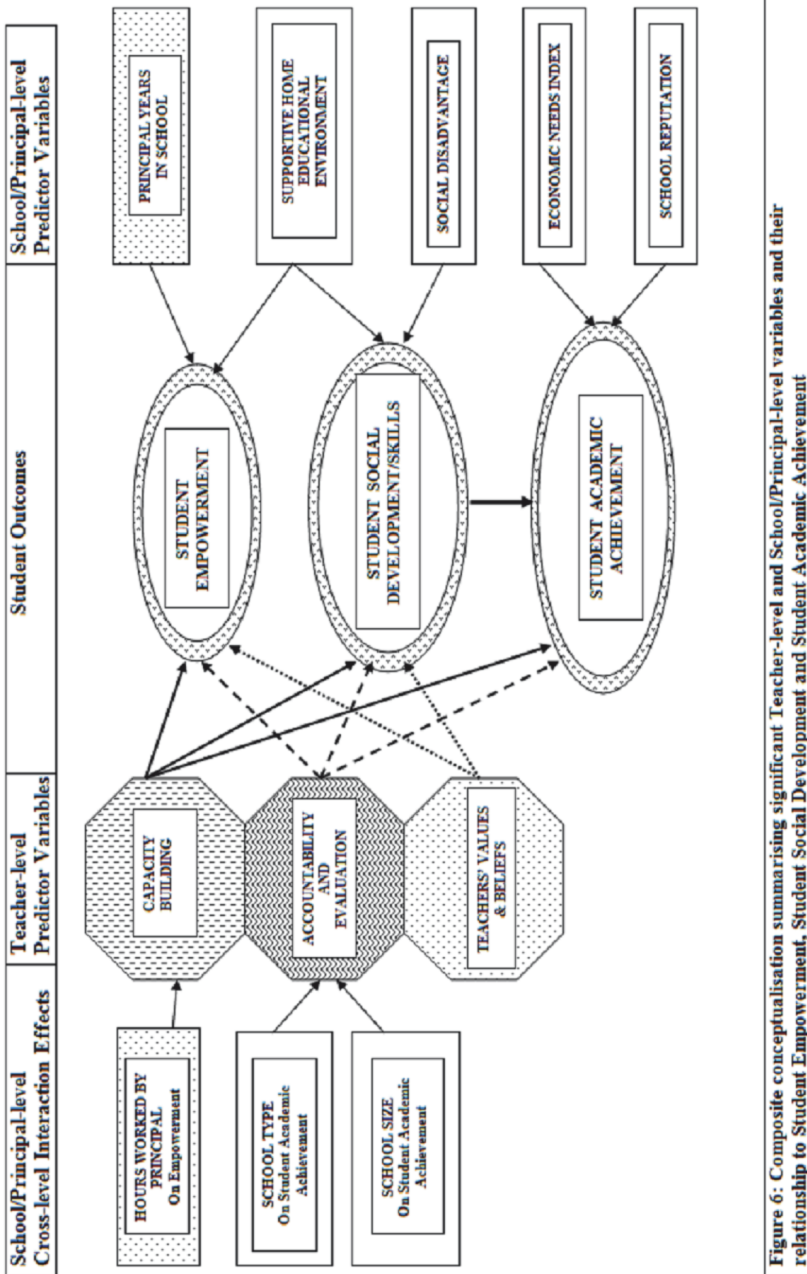 School/Principal-level
Cross-level Interaction Effects
Teacher-level
Predictor Variables
Student Outcomes
School/Principal-level
Predictor Variables
HOURS WORKED BY
PRINCIPAL
On Empowerment
SCHOOL TYPE
On Student Academic
Achievement
SCHOOL SIZE
On Student Academic
Achievement
CAPACITY
BUILDING
ACCOUNTABILITY
AND
EVALUATION
TEACHERS' VALUES
& BELIEFS
STUDENT
EMPOWERMENT
STUDENT SOCIAL
DEVELOPMENT/SKILLS
STUDENT ACADEMIC
ACHIEVEMENT
PRINCIPAL YEARS
IN SCHOOL
SUPPORTIVE HOME
EDUCATIONAL
ENVIRONMENT
SOCIAL DISADVANTAGE
ECONOMIC NEEDS INDEX
SCHOOL REPUTATION
Figure 6: Composite conceptualisation summarising significant Teacher-level and School/Principal-level variables and their
relationship to Student Empowerment, Student Social Development and Student Academic Achievement